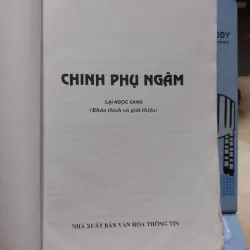 CHINH PHỤ NGÂM
LẠI NGỌC CANG
(Khảo thích và giới thiệu)
NHÀ XUẤT BẢN VĂN HÓA THÔNG TIN